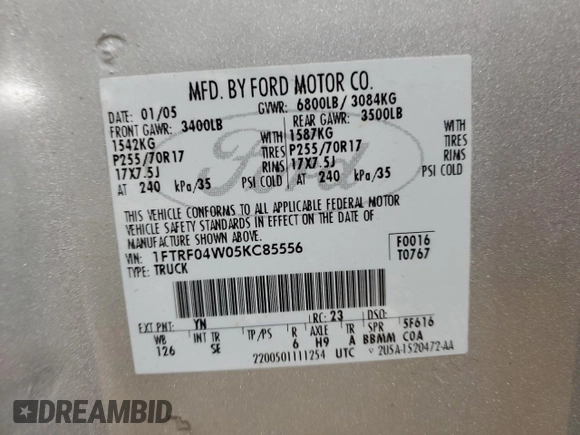 MFD. BY FORD MOTOR CO.
DATE: 01/05 GVWR: 6800LB/ 3084KG
FRONT GAWR: 3400LB REAR GAWR: 3500LB
1542KG WITH 1587KG WITH
P255/70R17 TIRES P255/70R17 TIRES
17X7.5J RIMS 17X7.5J RIMS
AT 240 kPa/35 PSI COLD AT 240 kPa/35 PSI COLD
Ford
THIS VEHICLE CONFORMS TO ALL APPLICABLE FEDERAL MOTOR
VEHICLE SAFETY STANDARDS IN EFFECT ON THE DATE OF
MANUFACTURE SHOWN ABOVE.
VIN: 1FTRF04W05KC85556 F0016
TYPE: TRUCK T0767
EXT PNT: YN RC: 23 DSO:
WB INT TR TP/PS R AXLE TR SPR 5F616
126 SE 6 H9 A BBMM COA
2200501111254 UTC 2U5A-1520472-AA
DREAMBID